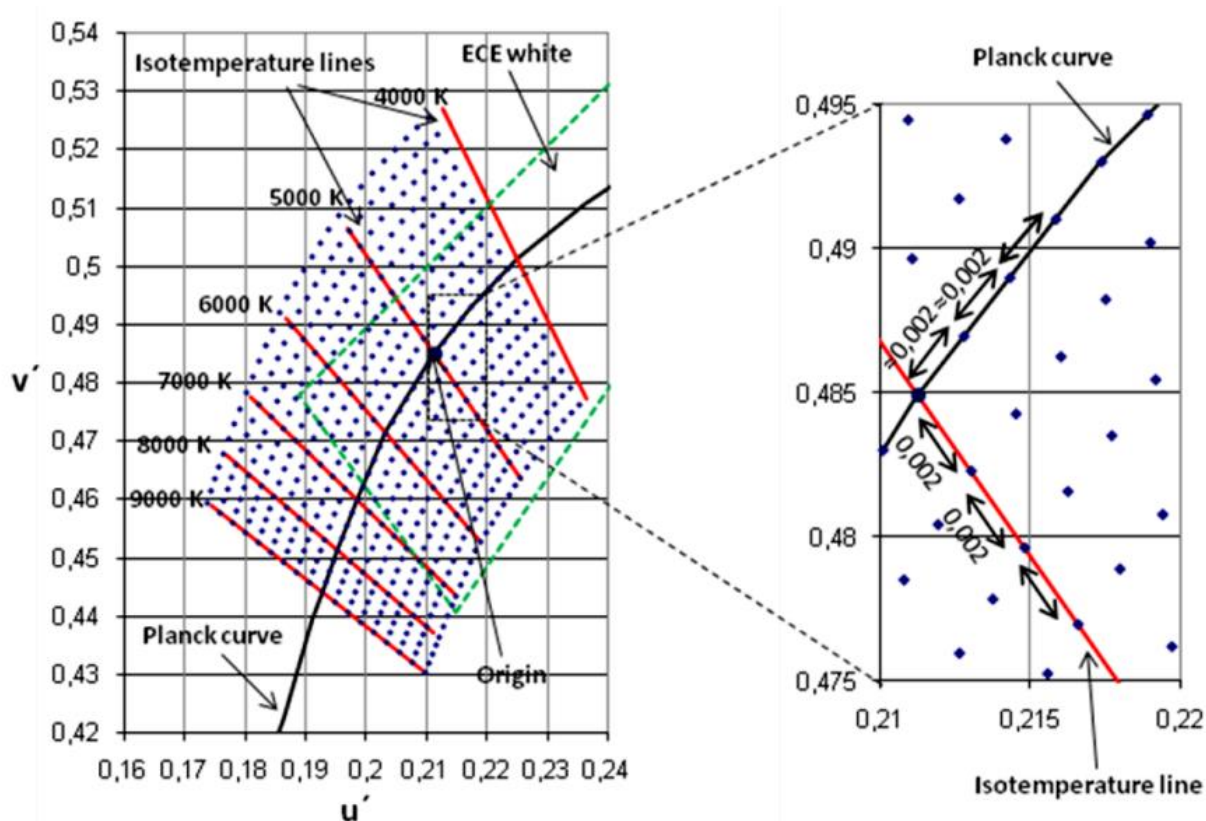 0,54
0,53
0,52
0,51
0,5
0,49
0,48
0,47
0,46
0,45
0,44
0,43
0,42
v´
0,16 0,17 0,18 0,19 0,2 0,21 0,22 0,23 0,24
u´
Isotemperature lines
ECE white
4000 K
5000 K
6000 K
7000 K
8000 K
9000 K
Planck curve
Origin
Planck curve
0,495
0,49
0,485
0,48
0,475
0,21 0,215 0,22
≈0,002 ≈0,002
0,002
0,002
Isotemperature line